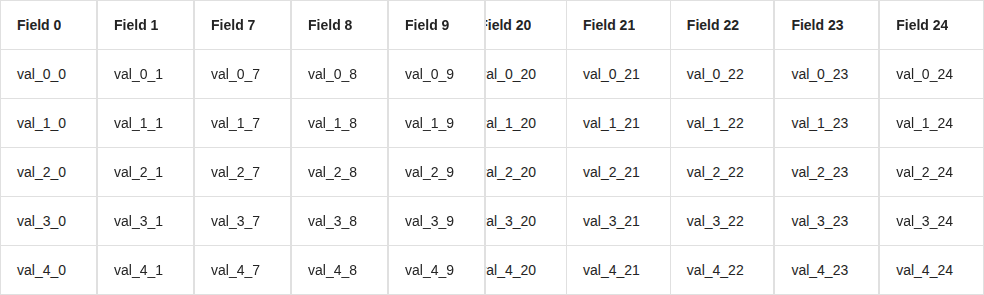 Field 0 Field 1 Field 7 Field 8 Field 9 Field 20 Field 21 Field 22 Field 23 Field 24
val_0_0 val_0_1 val_0_7 val_0_8 val_0_9 al_0_20 val_0_21 val_0_22 val_0_23 val_0_24
val_1_0 val_1_1 val_1_7 val_1_8 val_1_9 al_1_20 val_1_21 val_1_22 val_1_23 val_1_24
val_2_0 val_2_1 val_2_7 val_2_8 val_2_9 al_2_20 val_2_21 val_2_22 val_2_23 val_2_24
val_3_0 val_3_1 val_3_7 val_3_8 val_3_9 al_3_20 val_3_21 val_3_22 val_3_23 val_3_24
val_4_0 val_4_1 val_4_7 val_4_8 val_4_9 al_4_20 val_4_21 val_4_22 val_4_23 val_4_24